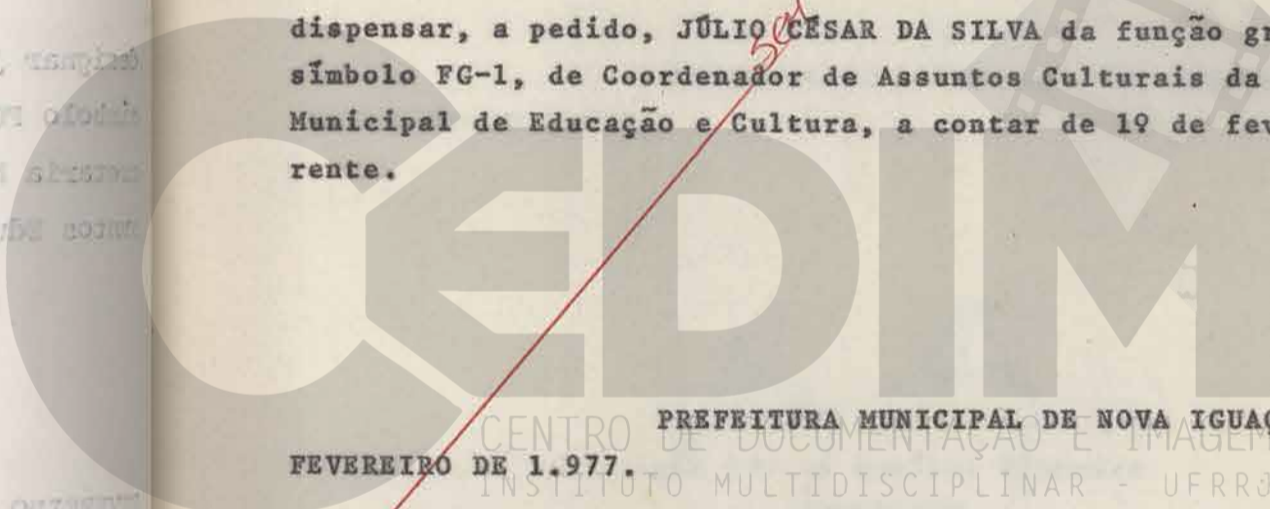 dispensar, a pedido, JÚLIO CÉSAR DA SILVA da função gr
símbolo FG-1, de Coordenador de Assuntos Culturais da
Municipal de Educação e Cultura, a contar de 1º de fev
rente.
CEDIM
PREFEITURA MUNICIPAL DE NOVA IGUAÇ
CENTRO DE DOCUMENTAÇÃO E IMAGEM
FEVEREIRO DE 1.977.
INSTITUTO MULTIDISCIPLINAR - UFRRJ